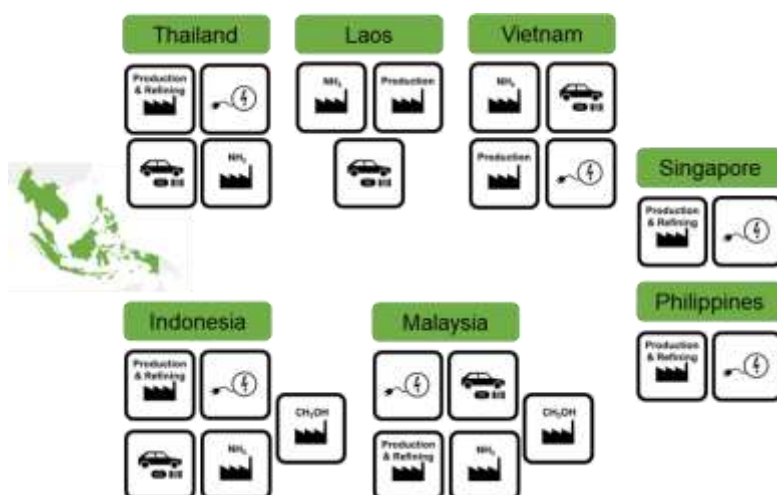 Thailand
Laos
Vietnam
Production
& Refining
NH₃
Production
NH₃
NH₃
Production
Singapore
Production
& Refining
Philippines
Production
& Refining
Indonesia
Malaysia
Production
& Refining
CH₃OH
NH₃
CH₃OH
Production
& Refining
NH₃